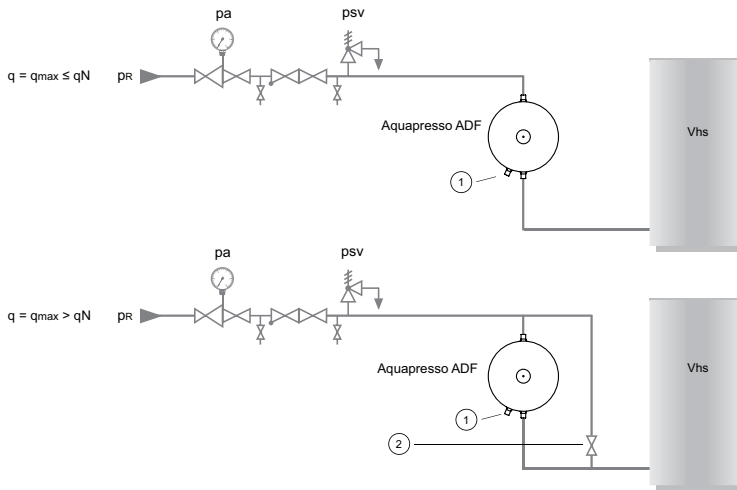 pa
psv
q = qmax ≤ qN
pR
Aquapresso ADF
Vhs
1
pa
psv
q = qmax > qN
pR
Aquapresso ADF
Vhs
1
2